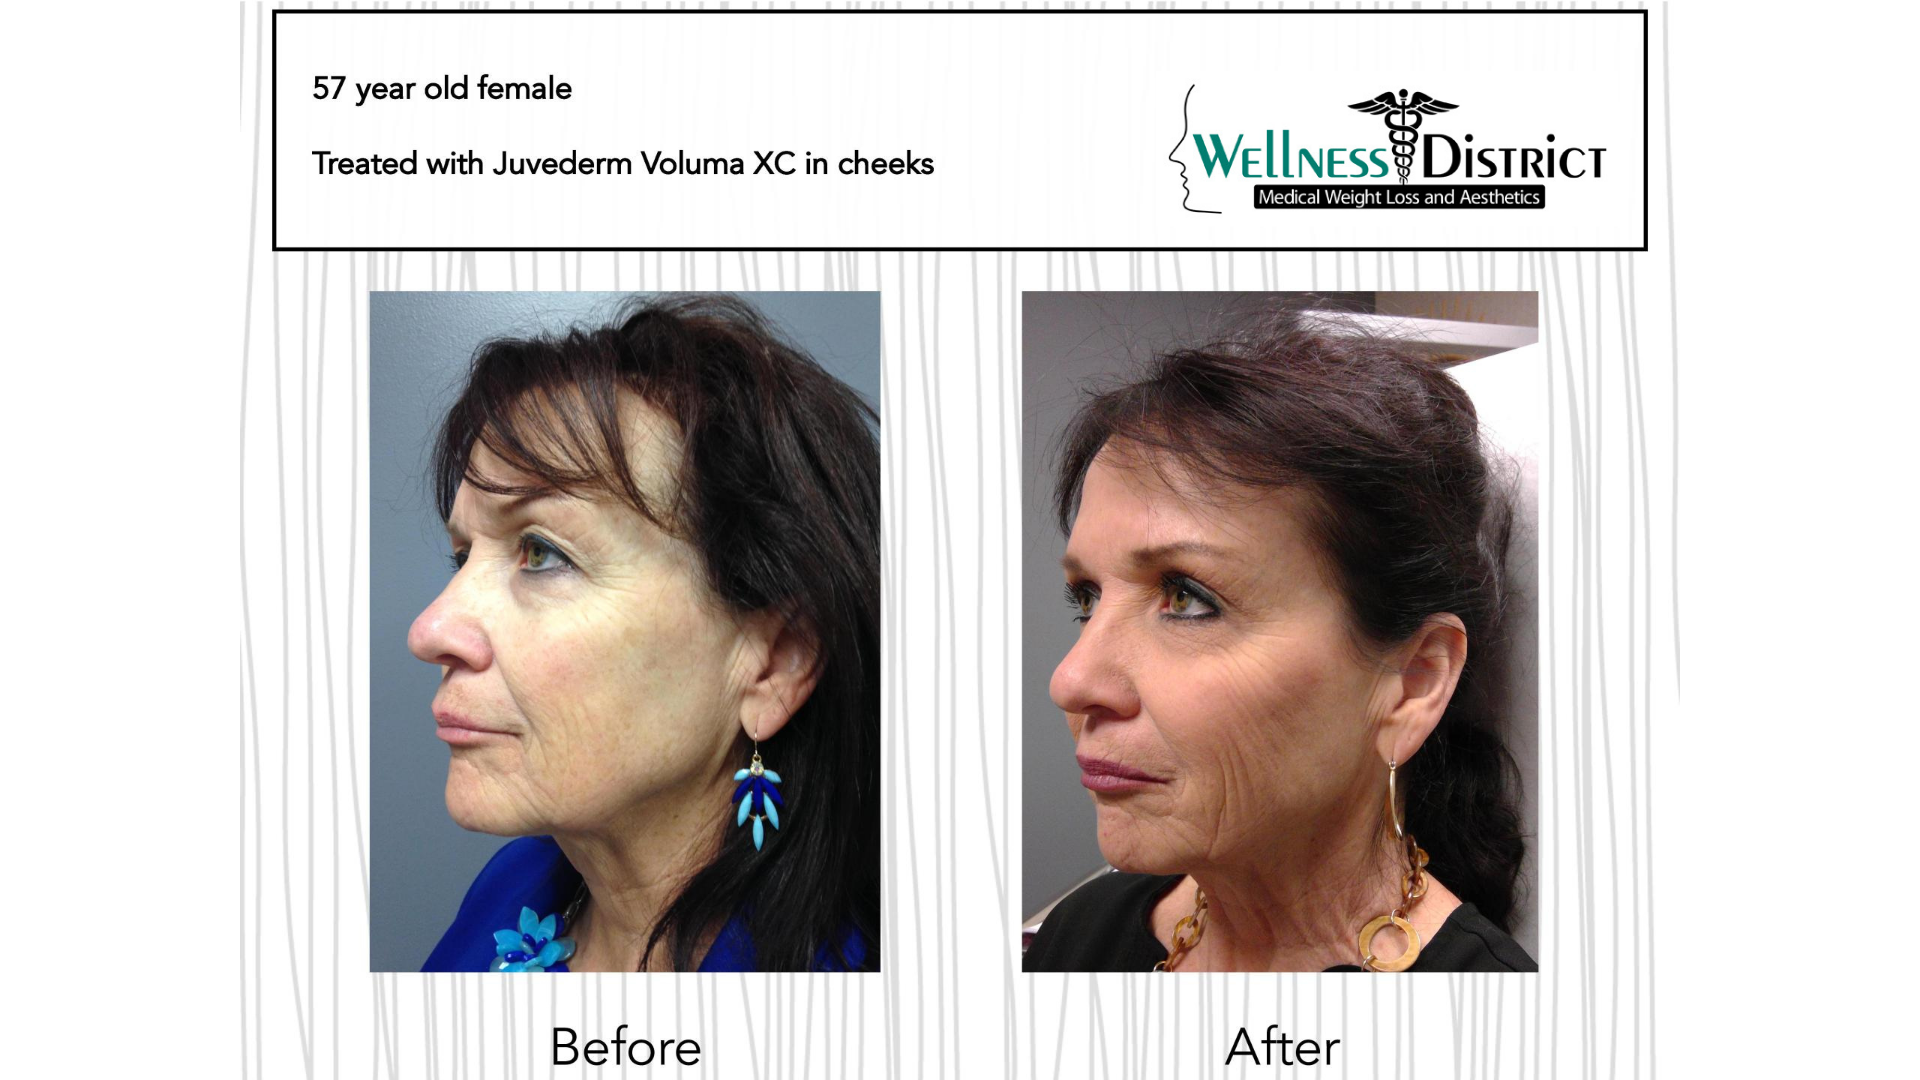 57 year old female
Treated with Juvederm Voluma XC in cheeks
Wellness District
Medical Weight Loss and Aesthetics
Before
After